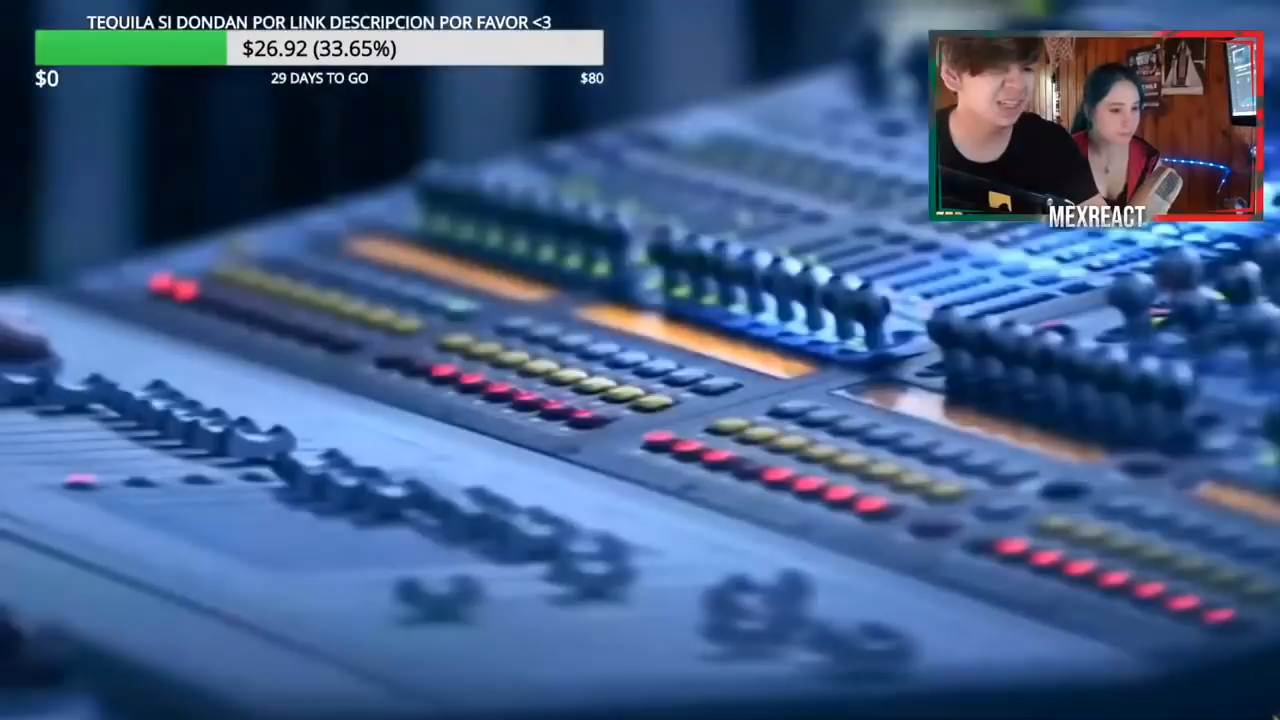 TEQUILA SI DONDAN POR LINK DESCRIPCION POR FAVOR <3
$26.92 (33.65%)
$0
29 DAYS TO GO
$80
MEXREACT